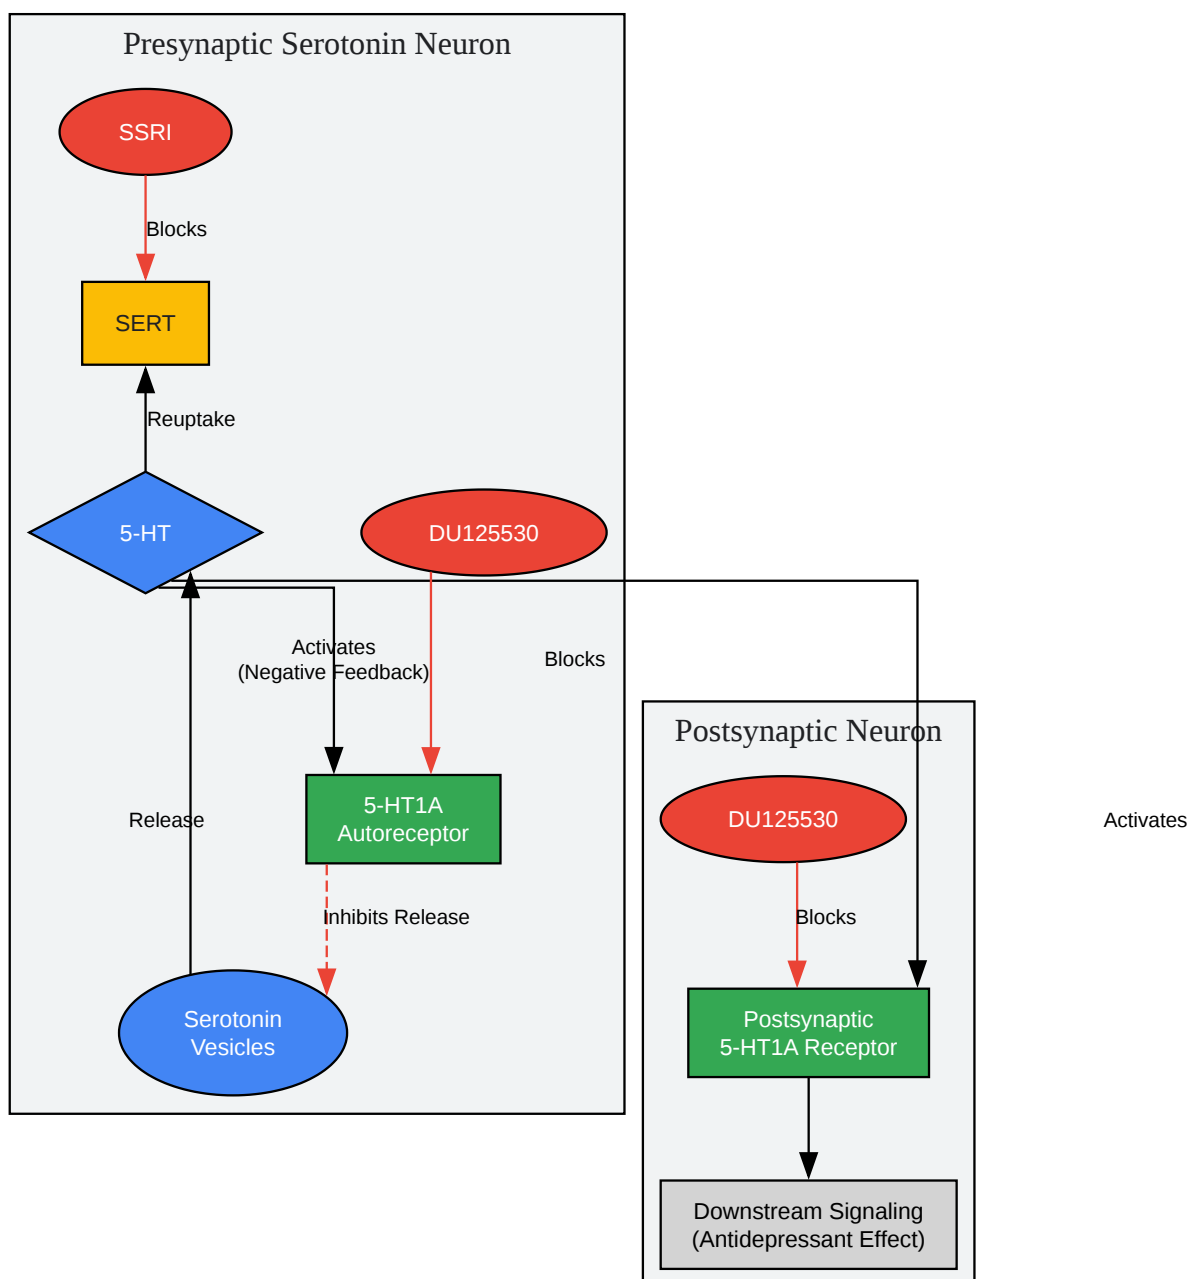 Presynaptic Serotonin Neuron
SSRI
Blocks
SERT
Reuptake
5-HT
DU125530
Activates
(Negative Feedback)
Blocks
Postsynaptic Neuron
5-HT1A
Autoreceptor
Release
DU125530
Activates
Inhibits Release
Blocks
Serotonin
Vesicles
Postsynaptic
5-HT1A Receptor
Downstream Signaling
(Antidepressant Effect)